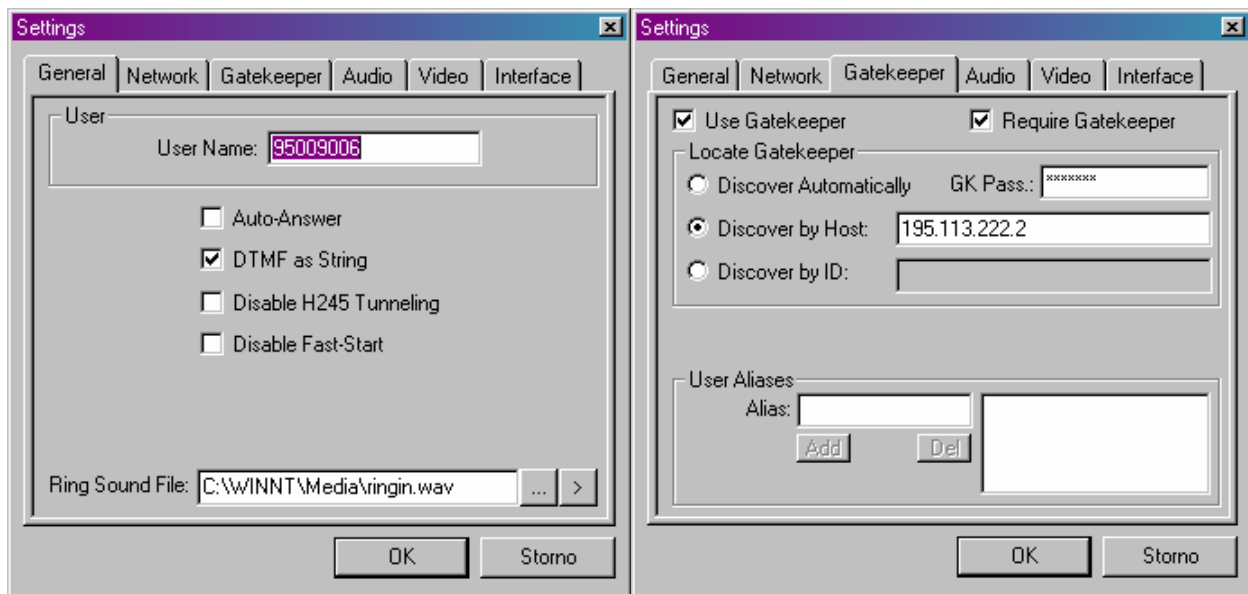 Settings
General Network Gatekeeper Audio Video Interface
User
User Name: 95009006
Auto-Answer
DTMF as String
Disable H245 Tunneling
Disable Fast-Start
Ring Sound File: C:\WINNT\Media\ringin.wav ... >
OK Storno
Settings
General Network Gatekeeper Audio Video Interface
Use Gatekeeper Require Gatekeeper
Locate Gatekeeper
Discover Automatically GK Pass.: *******
Discover by Host: 195.113.222.2
Discover by ID:
User Aliases
Alias:
Add Del
OK Storno